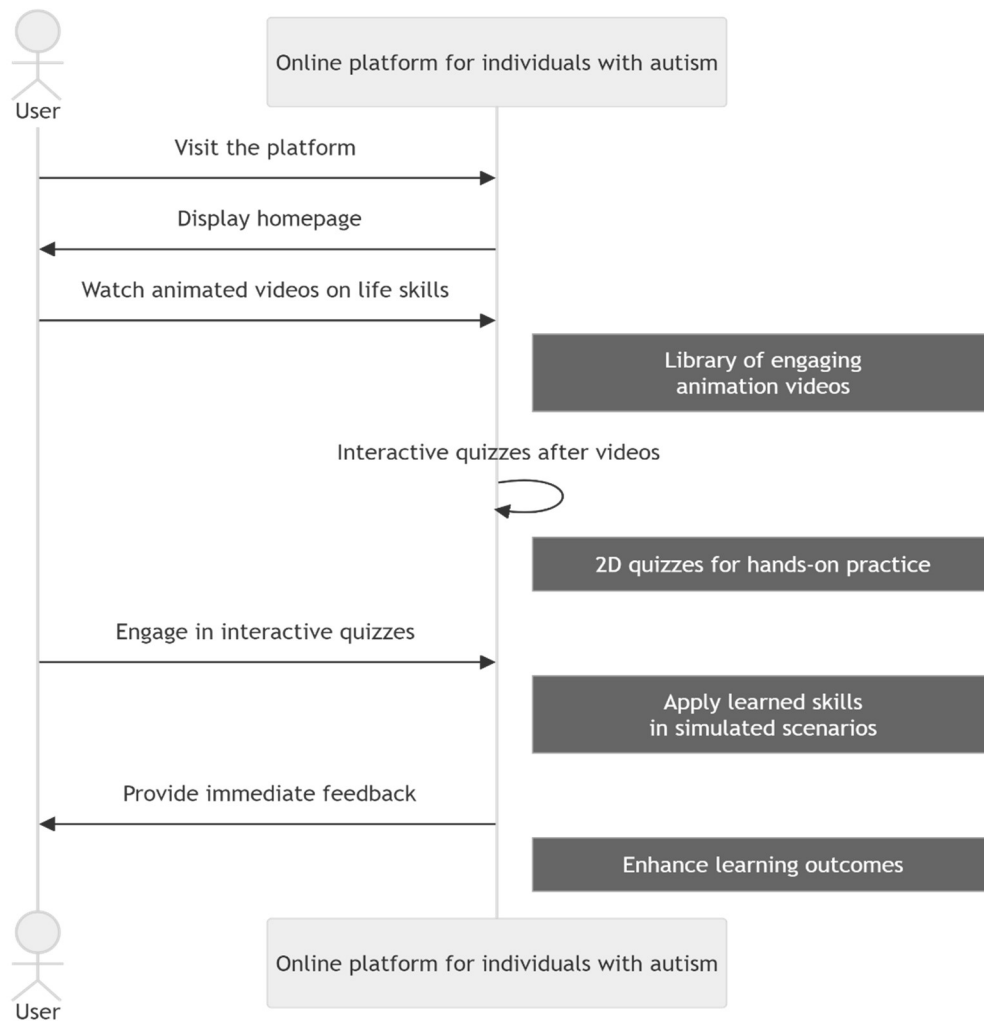 Online platform for individuals with autism
User
Visit the platform
Display homepage
Watch animated videos on life skills
Library of engaging
animation videos
Interactive quizzes after videos
2D quizzes for hands-on practice
Engage in interactive quizzes
Apply learned skills
in simulated scenarios
Provide immediate feedback
Enhance learning outcomes
Online platform for individuals with autism
User